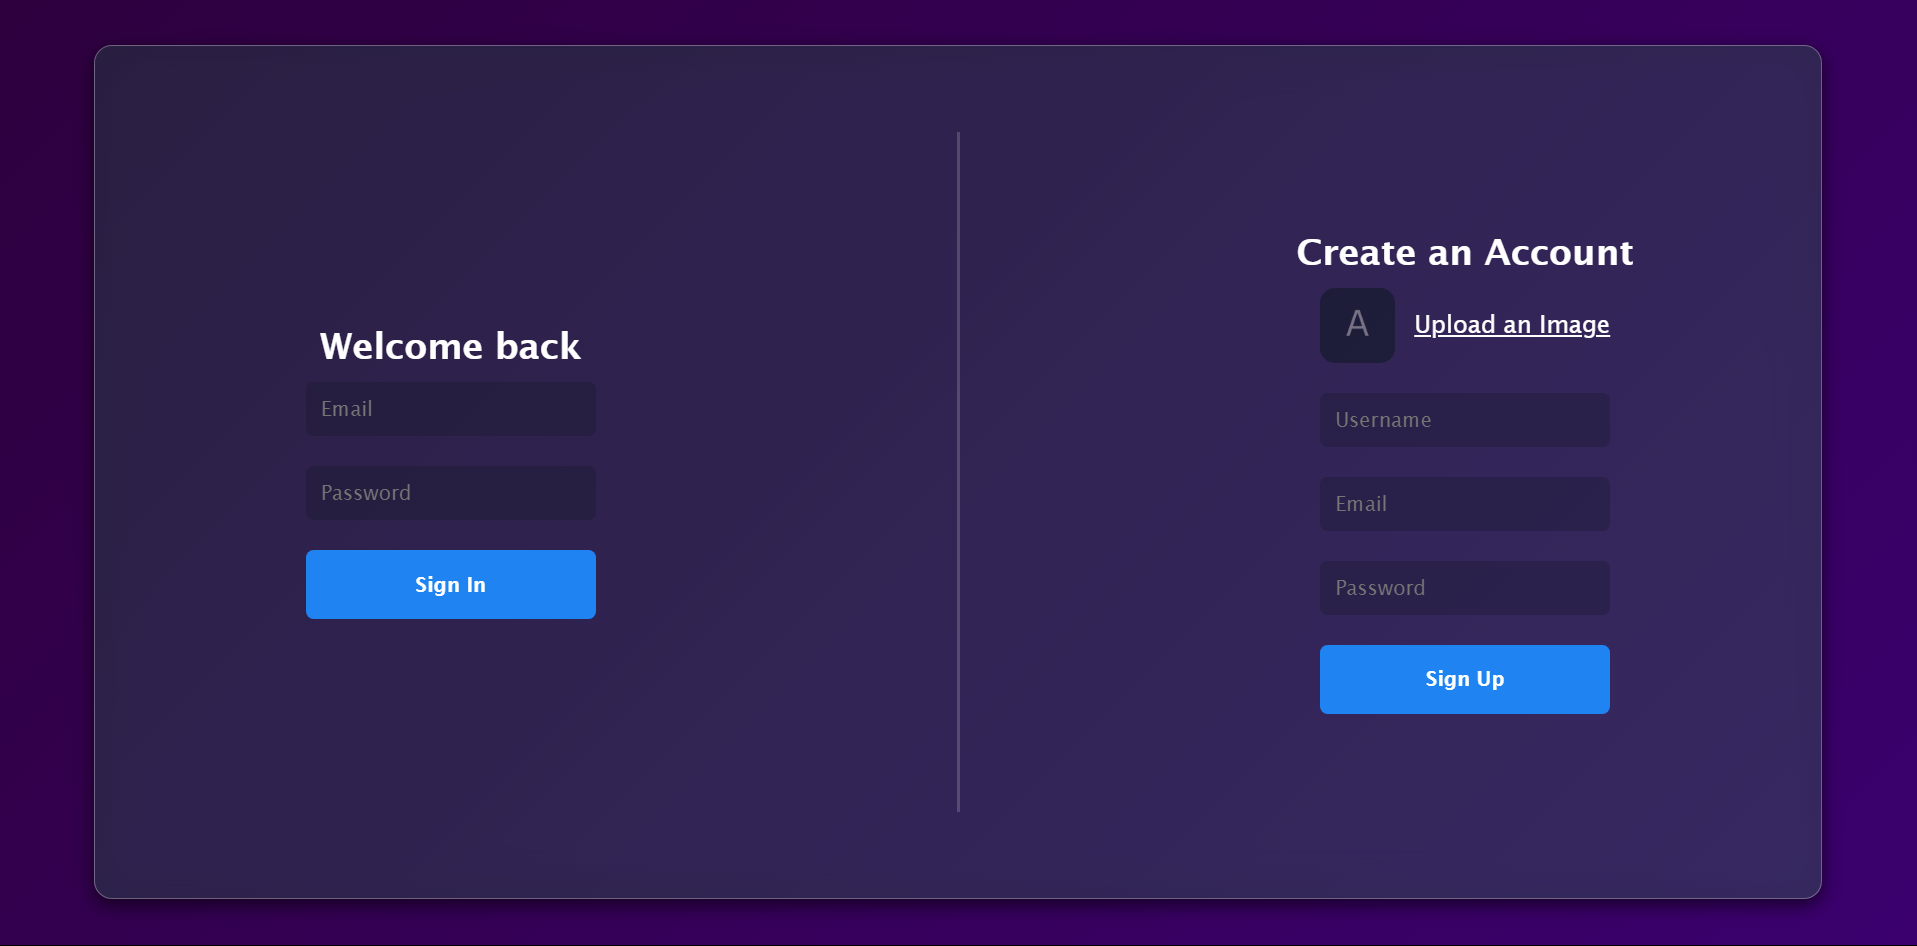 Welcome back
Email
Password
Sign In
Create an Account
A
Upload an Image
Username
Email
Password
Sign Up